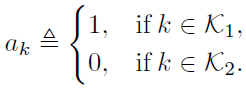 a_k ≜ { 1, if k ∈ 𝒦_1,
0, if k ∈ 𝒦_2.